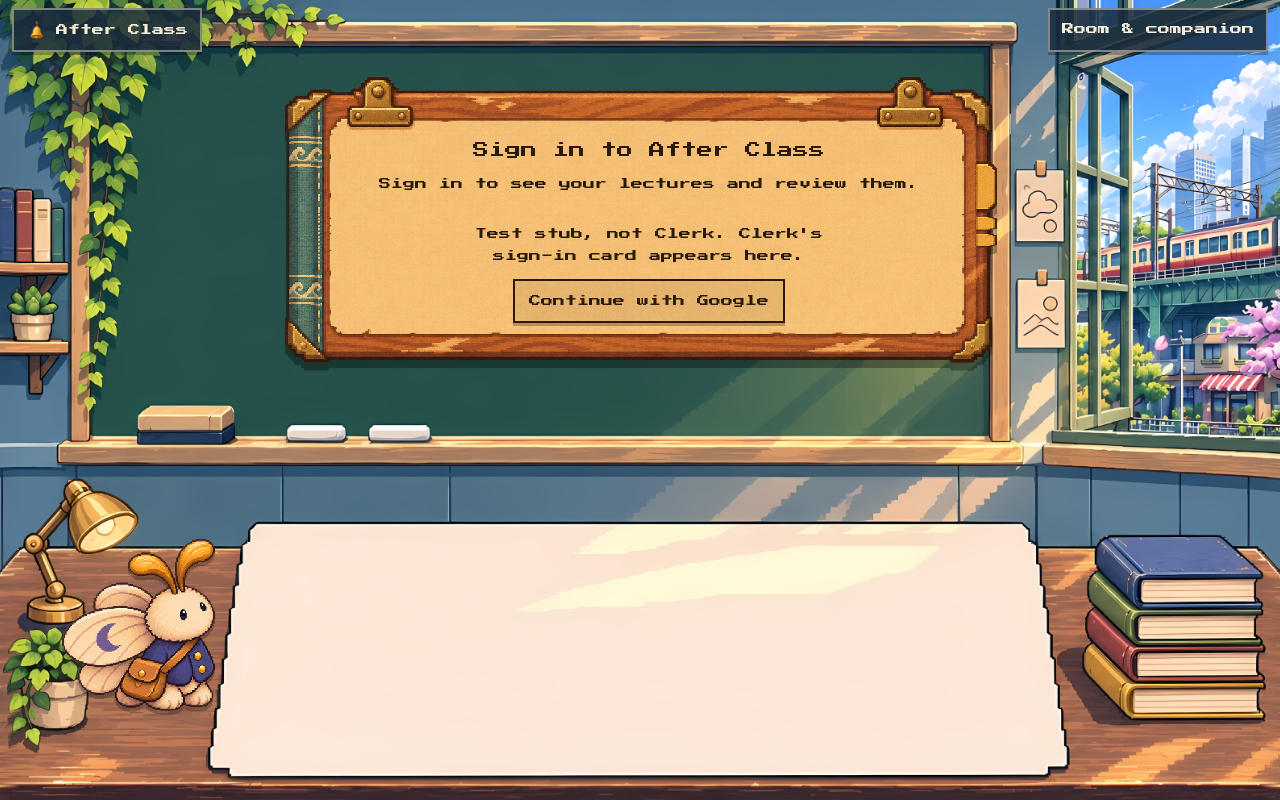 After Class
Room & companion
Sign in to After Class
Sign in to see your lectures and review them.
Test stub, not Clerk. Clerk's
sign-in card appears here.
Continue with Google